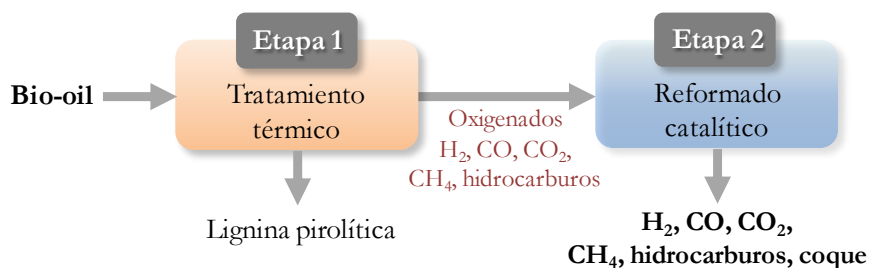 Etapa 1
Etapa 2
Bio-oil
Tratamiento
térmico
Oxigenados
H₂, CO, CO₂,
CH₄, hidrocarburos
Reformado
catalítico
Lignina pirolítica
H₂, CO, CO₂,
CH₄, hidrocarburos, coque